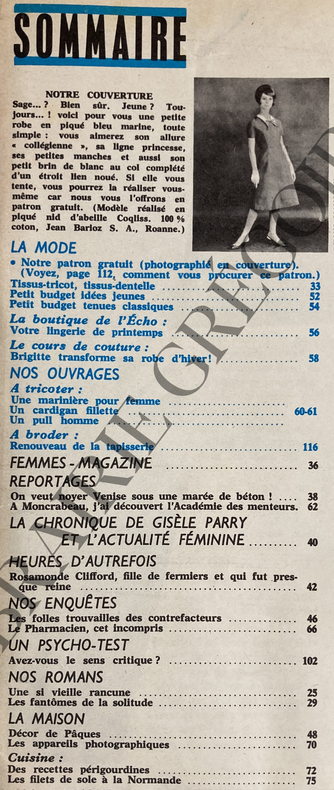 SOMMAIRE
NOTRE COUVERTURE
Sage...? Bien sûr. Jeune? Tou-
jours...! voici pour vous une petite
robe en piqué bleu marine, toute
simple : vous aimerez son allure
« collégienne », sa ligne princesse,
ses petites manches et aussi son
petit brin de blanc au col complété
d'un étroit lien noué. Si elle vous
tente, vous pourrez la réaliser vous-
même car nous vous l'offrons en
patron gratuit. (Modèle réalisé en
piqué nid d'abeille Coqliss. 100 %
coton, Jean Barioz S. A., Roanne.)
LA MODE
• Notre patron gratuit (photographié en couverture).
(Voyez, page 112, comment vous procurer ce patron.)
Tissus-tricot, tissus-dentelle 33
Petit budget idées jeunes 52
Petit budget tenues classiques 54
La boutique de l'Écho :
Votre lingerie de printemps 56
Le cours de couture :
Brigitte transforme sa robe d'hiver! 58
NOS OUVRAGES
A tricoter :
Une marinière pour femme
Un cardigan fillette 60-61
Un pull homme
A broder :
Renouveau de la tapisserie 116
FEMMES-MAGAZINE 36
REPORTAGES
On veut noyer Venise sous une marée de béton ! 38
A Moncrabeau, j'ai découvert l'Académie des menteurs. 62
LA CHRONIQUE DE GISÈLE PARRY
ET L'ACTUALITÉ FÉMININE 40
HEURES D'AUTREFOIS
Rosamonde Clifford, fille de fermiers et qui fut pres-
que reine 42
NOS ENQUÊTES
Les folles trouvailles des contrefacteurs 46
Le Pharmacien, cet incompris 66
UN PSYCHO-TEST
Avez-vous le sens critique? 102
NOS ROMANS
Une si vieille rancune 25
Les fantômes de la solitude 29
LA MAISON
Décor de Pâques 48
Les appareils photographiques 70
Cuisine :
Des recettes périgourdines 72
Les filets de sole à la Normande 75